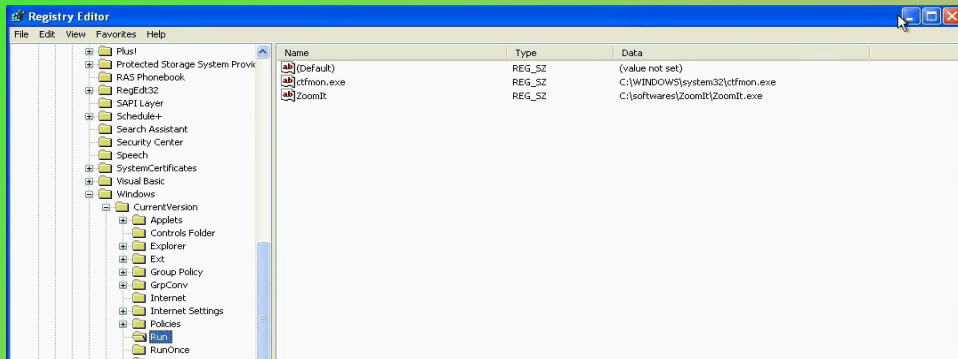 Registry Editor
File Edit View Favorites Help
Plus!
Protected Storage System Provic
RAS Phonebook
RegEdt32
SAPI Layer
Schedule+
Search Assistant
Security Center
Speech
SystemCertificates
Visual Basic
Windows
CurrentVersion
Applets
Controls Folder
Explorer
Ext
Group Policy
GrpConv
Internet
Internet Settings
Policies
Run
RunOnce
Name Type Data
ab (Default) REG_SZ (value not set)
ab ctfmon.exe REG_SZ C:\WINDOWS\system32\ctfmon.exe
ab ZoomIt REG_SZ C:\softwares\ZoomIt\ZoomIt.exe